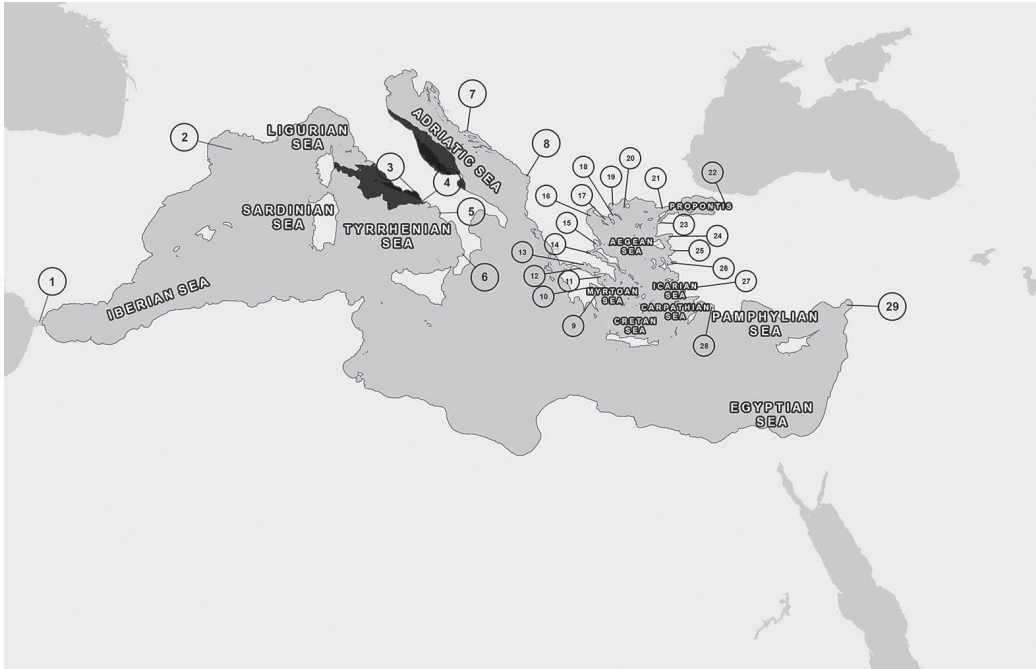 7
ADRIATIC SEA
2
LIGURIAN
SEA
8
3
4
20
18
19
21
22
17
16
PROPONTIS
SARDINIAN
SEA
5
15
23
TYRRHENIAN
SEA
AEGEAN
SEA
24
14
13
25
12
11
26
6
1
IBERIAN SEA
10
MYRTOAN
SEA
ICARIAN
SEA
27
CARPATHIAN
SEA
29
PAMPHYLIAN
SEA
9
CRETAN
SEA
28
EGYPTIAN
SEA